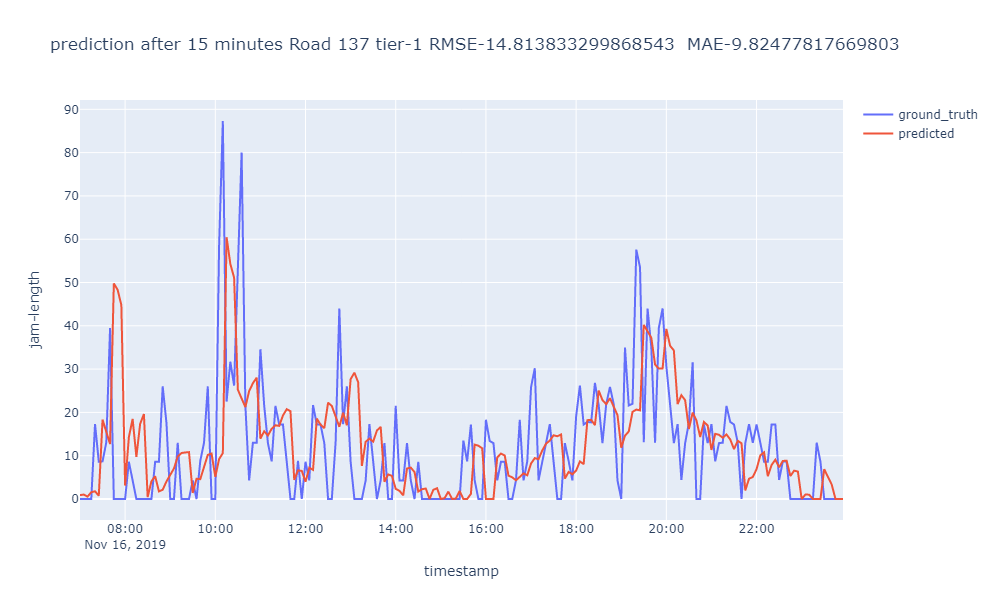 prediction after 15 minutes Road 137 tier-1 RMSE-14.813833299868543  MAE-9.82477817669803
ground_truth
predicted
90
80
70
60
50
40
30
20
10
0
jam-length
08:00 10:00 12:00 14:00 16:00 18:00 20:00 22:00
Nov 16, 2019
timestamp